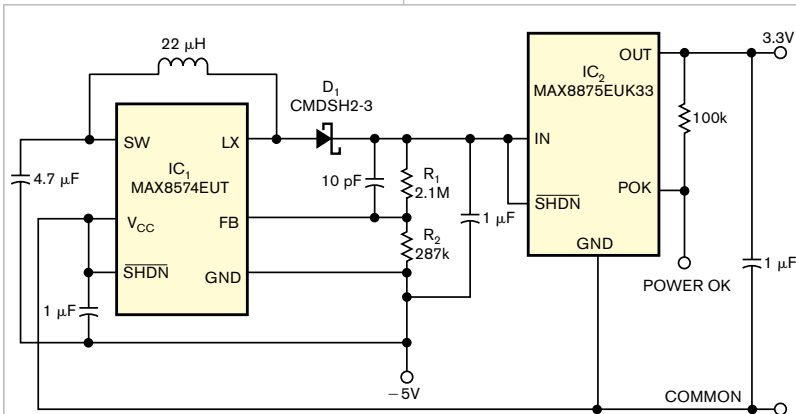 22 μH
D1
CMDSH2-3
SW
LX
IC1
MAX8574EUT
4.7 μF
VCC
FB
SHDN
GND
1 μF
10 pF
R1
2.1M
R2
287k
1 μF
−5V
OUT
IC2
MAX8875EUK33
IN
SHDN
POK
GND
100k
3.3V
POWER OK
1 μF
COMMON